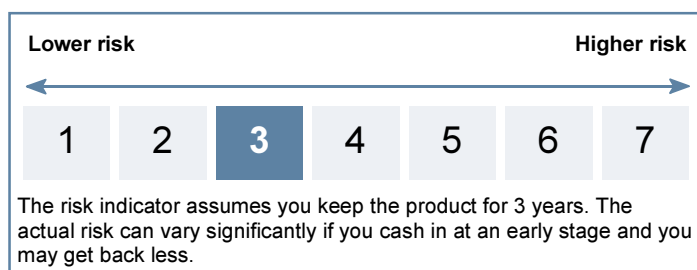 Lower risk Higher risk
1 2 3 4 5 6 7
The risk indicator assumes you keep the product for 3 years. The
actual risk can vary significantly if you cash in at an early stage and you
may get back less.